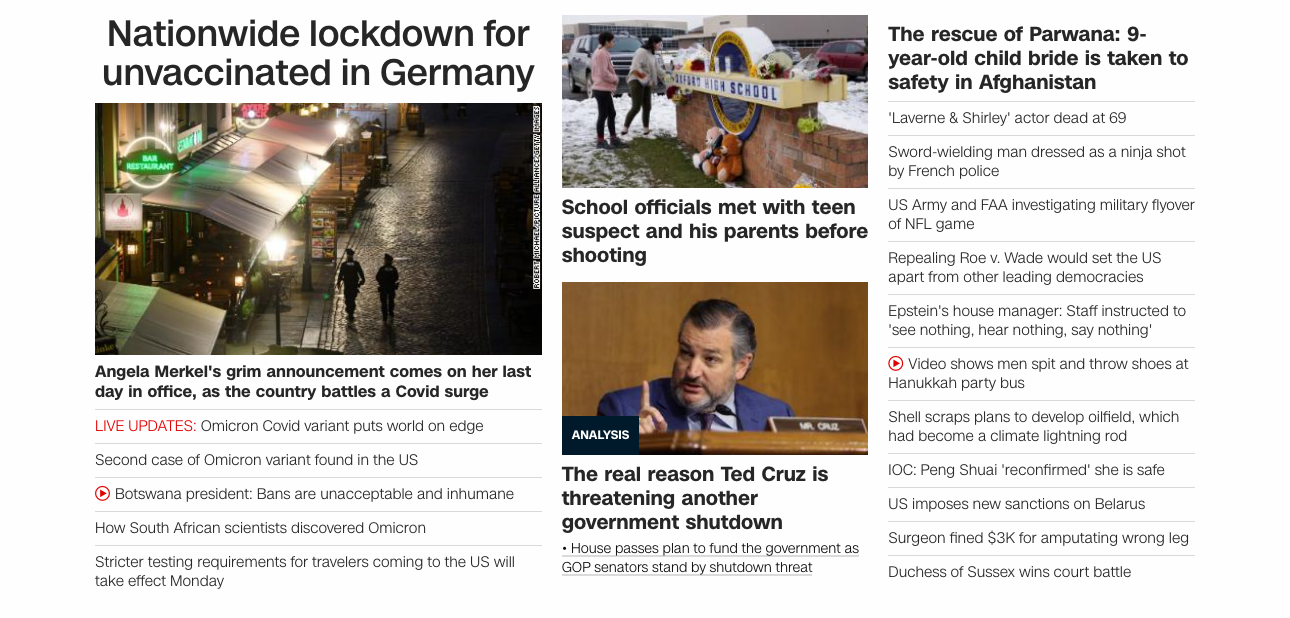 Nationwide lockdown for
unvaccinated in Germany
BAR
RESTAURANT
ROBERT MICHAEL/PICTURE ALLIANCE/GETTY IMAGES
Angela Merkel's grim announcement comes on her last
day in office, as the country battles a Covid surge
LIVE UPDATES: Omicron Covid variant puts world on edge
Second case of Omicron variant found in the US
Botswana president: Bans are unacceptable and inhumane
How South African scientists discovered Omicron
Stricter testing requirements for travelers coming to the US will
take effect Monday
OXFORD HIGH SCHOOL
School officials met with teen
suspect and his parents before
shooting
MR. CRUZ
ANALYSIS
The real reason Ted Cruz is
threatening another
government shutdown
• House passes plan to fund the government as
GOP senators stand by shutdown threat
The rescue of Parwana: 9-
year-old child bride is taken to
safety in Afghanistan
'Laverne & Shirley' actor dead at 69
Sword-wielding man dressed as a ninja shot
by French police
US Army and FAA investigating military flyover
of NFL game
Repealing Roe v. Wade would set the US
apart from other leading democracies
Epstein's house manager: Staff instructed to
'see nothing, hear nothing, say nothing'
Video shows men spit and throw shoes at
Hanukkah party bus
Shell scraps plans to develop oilfield, which
had become a climate lightning rod
IOC: Peng Shuai 'reconfirmed' she is safe
US imposes new sanctions on Belarus
Surgeon fined $3K for amputating wrong leg
Duchess of Sussex wins court battle